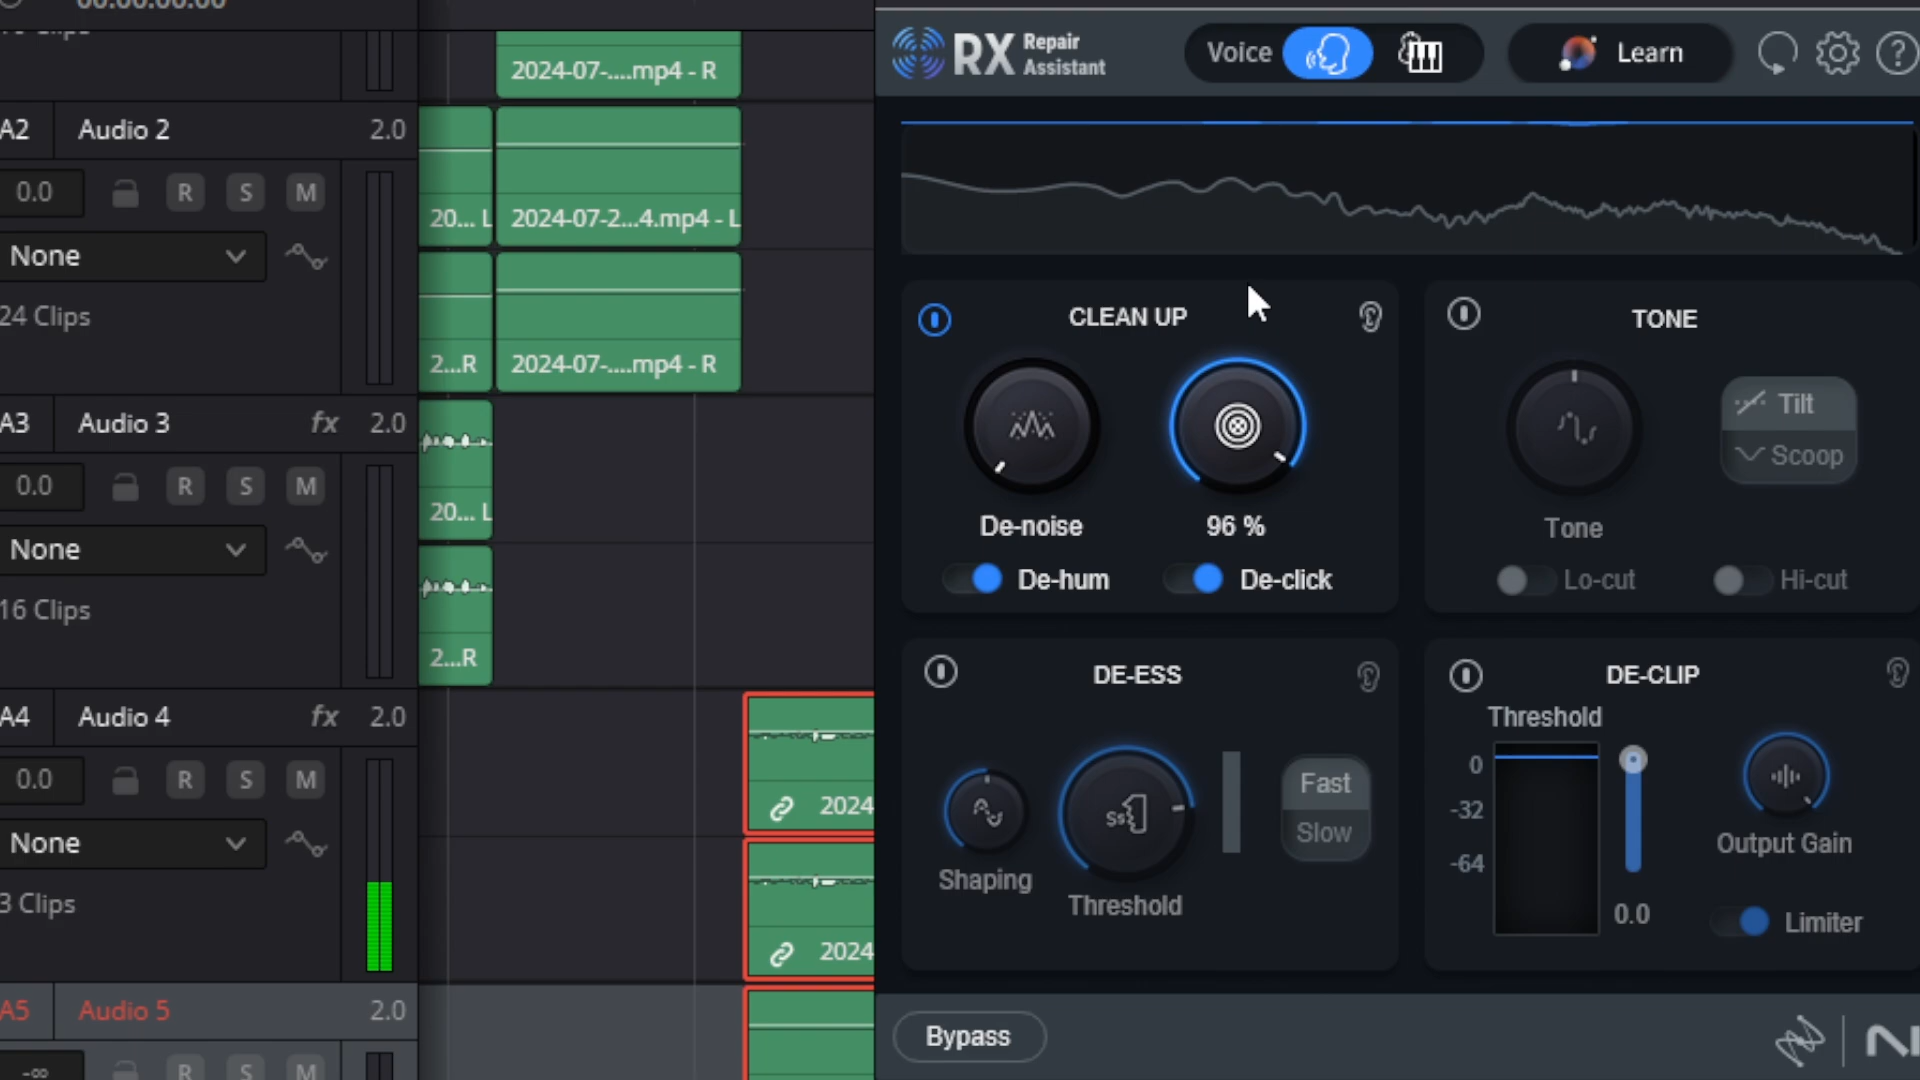 2024-07-....mp4 - R
A2 Audio 2 2.0
0.0 R S M
None
24 Clips
20... L
2024-07-2...4.mp4 - L
2...R
2024-07-....mp4 - R
A3 Audio 3 fx 2.0
0.0 R S M
None
16 Clips
20... L
2...R
A4 Audio 4 fx 2.0
0.0 R S M
None
3 Clips
2024
2024
A5 Audio 5 2.0
-∞ R S M
RX Repair Assistant
Voice
Learn
?
CLEAN UP
De-noise
96 %
De-hum
De-click
TONE
Tilt
Scoop
Tone
Lo-cut
Hi-cut
DE-ESS
Shaping
Threshold
Fast
Slow
DE-CLIP
Threshold
0
-32
-64
0.0
Output Gain
Limiter
Bypass